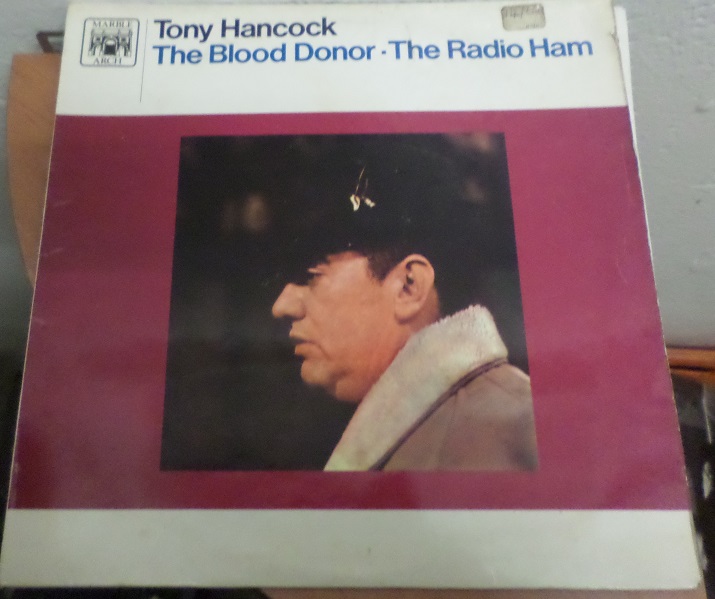 MARBLE
ARCH
Tony Hancock
The Blood Donor · The Radio Ham